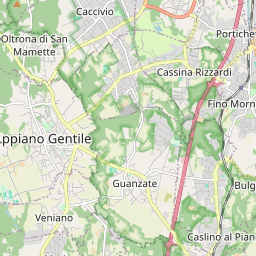 Caccivio
Oltrona di San
Mamette
Portiche
Cassina Rizzardi
Fino Morn
ppiano Gentile
Guanzate
Bulg
Veniano
Caslino al Pian